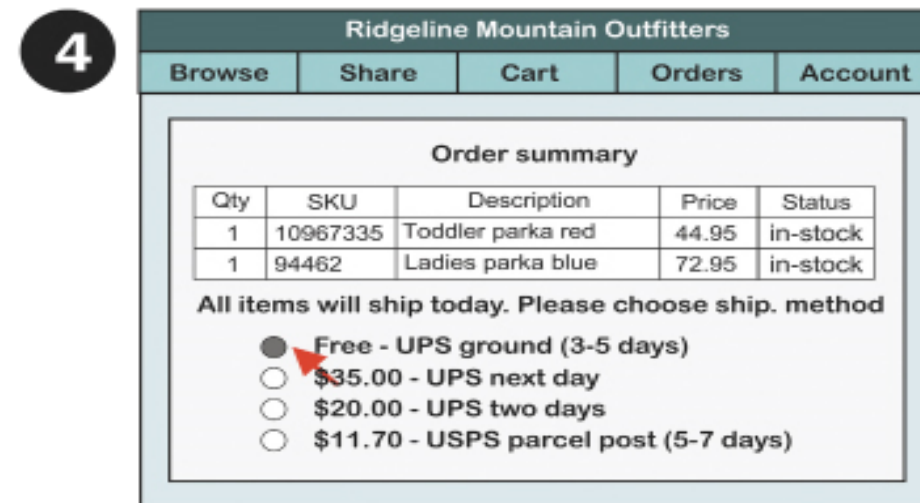 4
Ridgeline Mountain Outfitters
Browse Share Cart Orders Account
Order summary
Qty SKU Description Price Status
1 10967335 Toddler parka red 44.95 in-stock
1 94462 Ladies parka blue 72.95 in-stock
All items will ship today. Please choose ship. method
Free - UPS ground (3-5 days)
$35.00 - UPS next day
$20.00 - UPS two days
$11.70 - USPS parcel post (5-7 days)